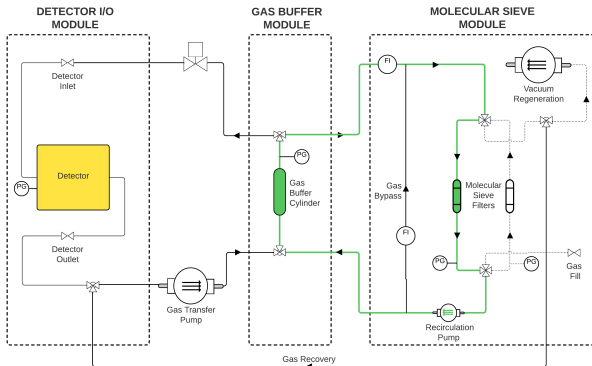 DETECTOR I/O
MODULE
GAS BUFFER
MODULE
MOLECULAR SIEVE
MODULE
Detector
Inlet
FI
Vacuum
Regeneration
PG
Detector
PG
Gas
Buffer
Cylinder
Gas
Bypass
Molecular
Sieve
Filters
FI
Detector
Outlet
PG
PG
Gas
Fill
Gas Transfer
Pump
Recirculation
Pump
Gas Recovery